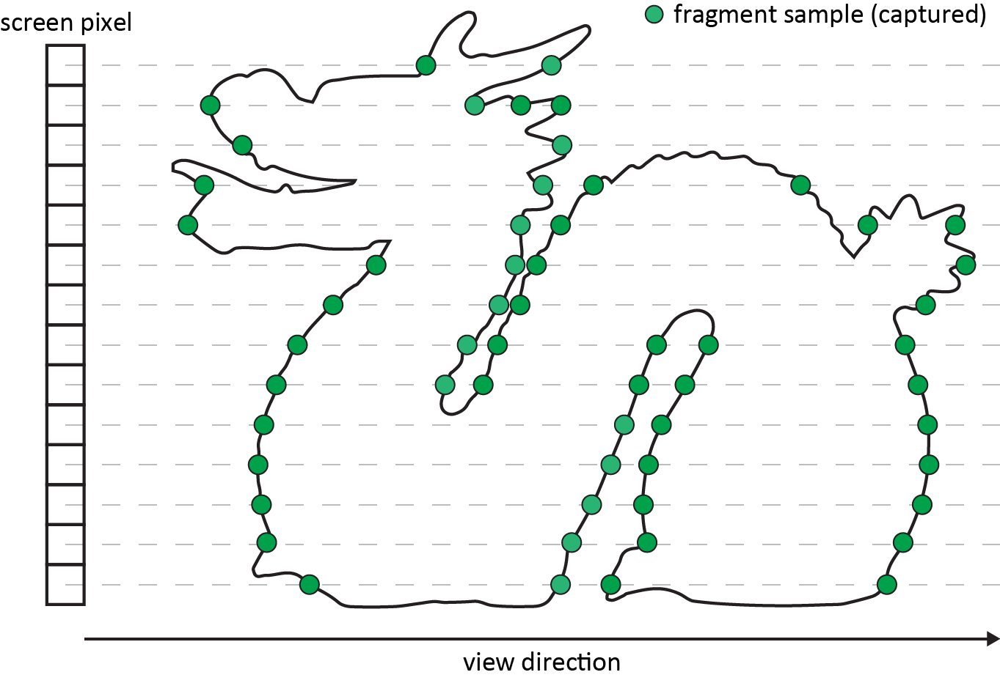 screen pixel
fragment sample (captured)
view direction